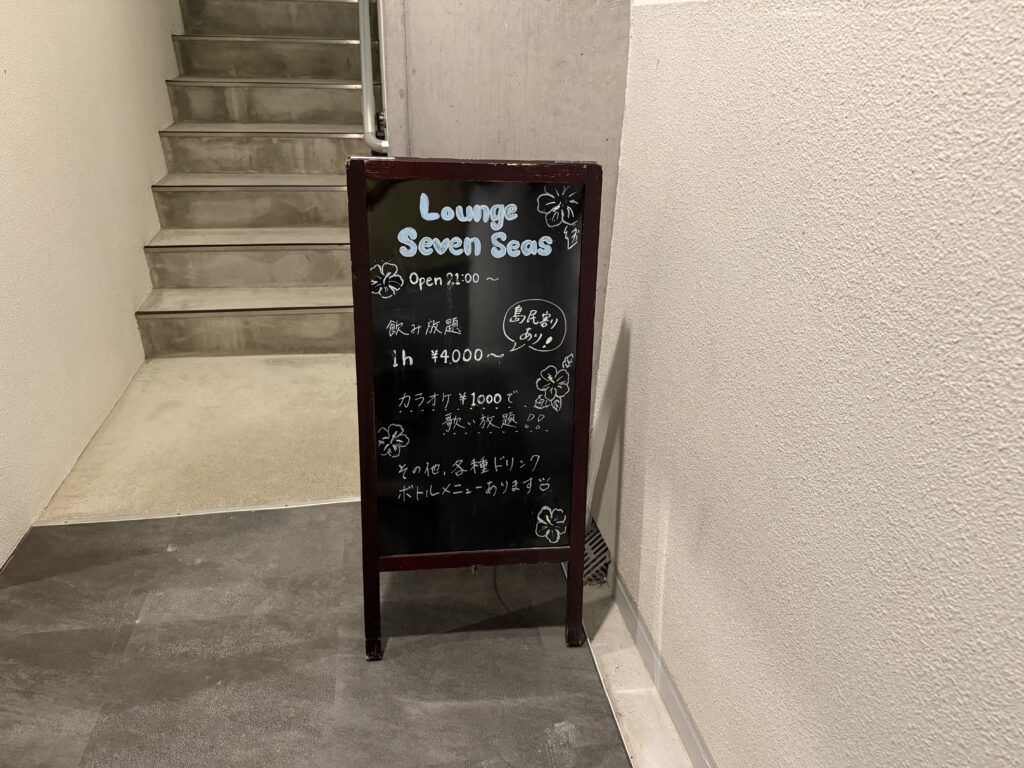 Lounge
Seven Seas
Open 21:00 ～
飲み放題
島民割り
あり!
1h ¥4000～
カラオケ ¥1000で
歌い放題!!
その他、各種ドリンク
ボトルメニューあります